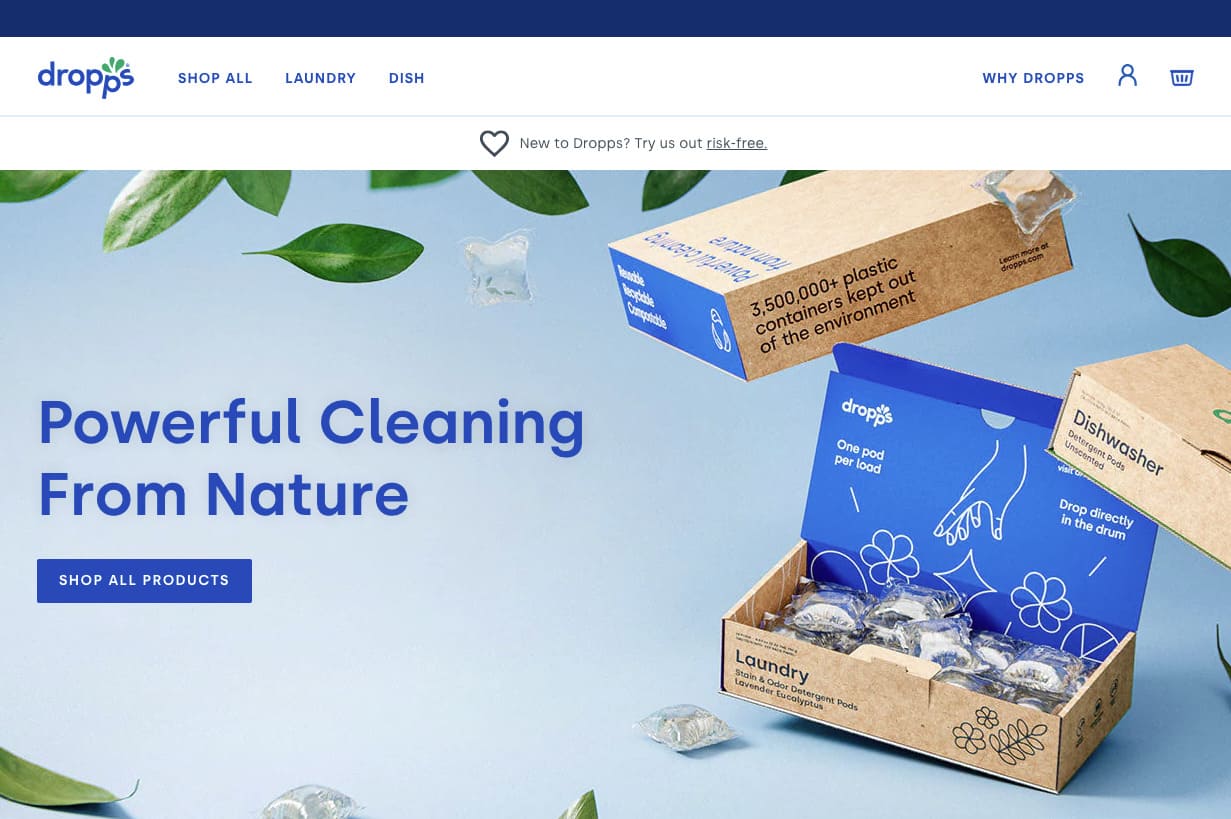 dropps
SHOP ALL
LAUNDRY
DISH
WHY DROPPS
New to Dropps? Try us out risk-free.
Powerful Cleaning
From Nature
SHOP ALL PRODUCTS
Powerful cleaning
from nature
Reusable
Recyclable
Compostable
3,500,000+ plastic
containers kept out
of the environment
Learn more at
dropps.com
dropps
One pod
per load
visit
Drop directly
in the drum
Dishwasher
Detergent Pods
Unscented
Laundry
Stain & Odor Detergent Pods
Lavender Eucalyptus